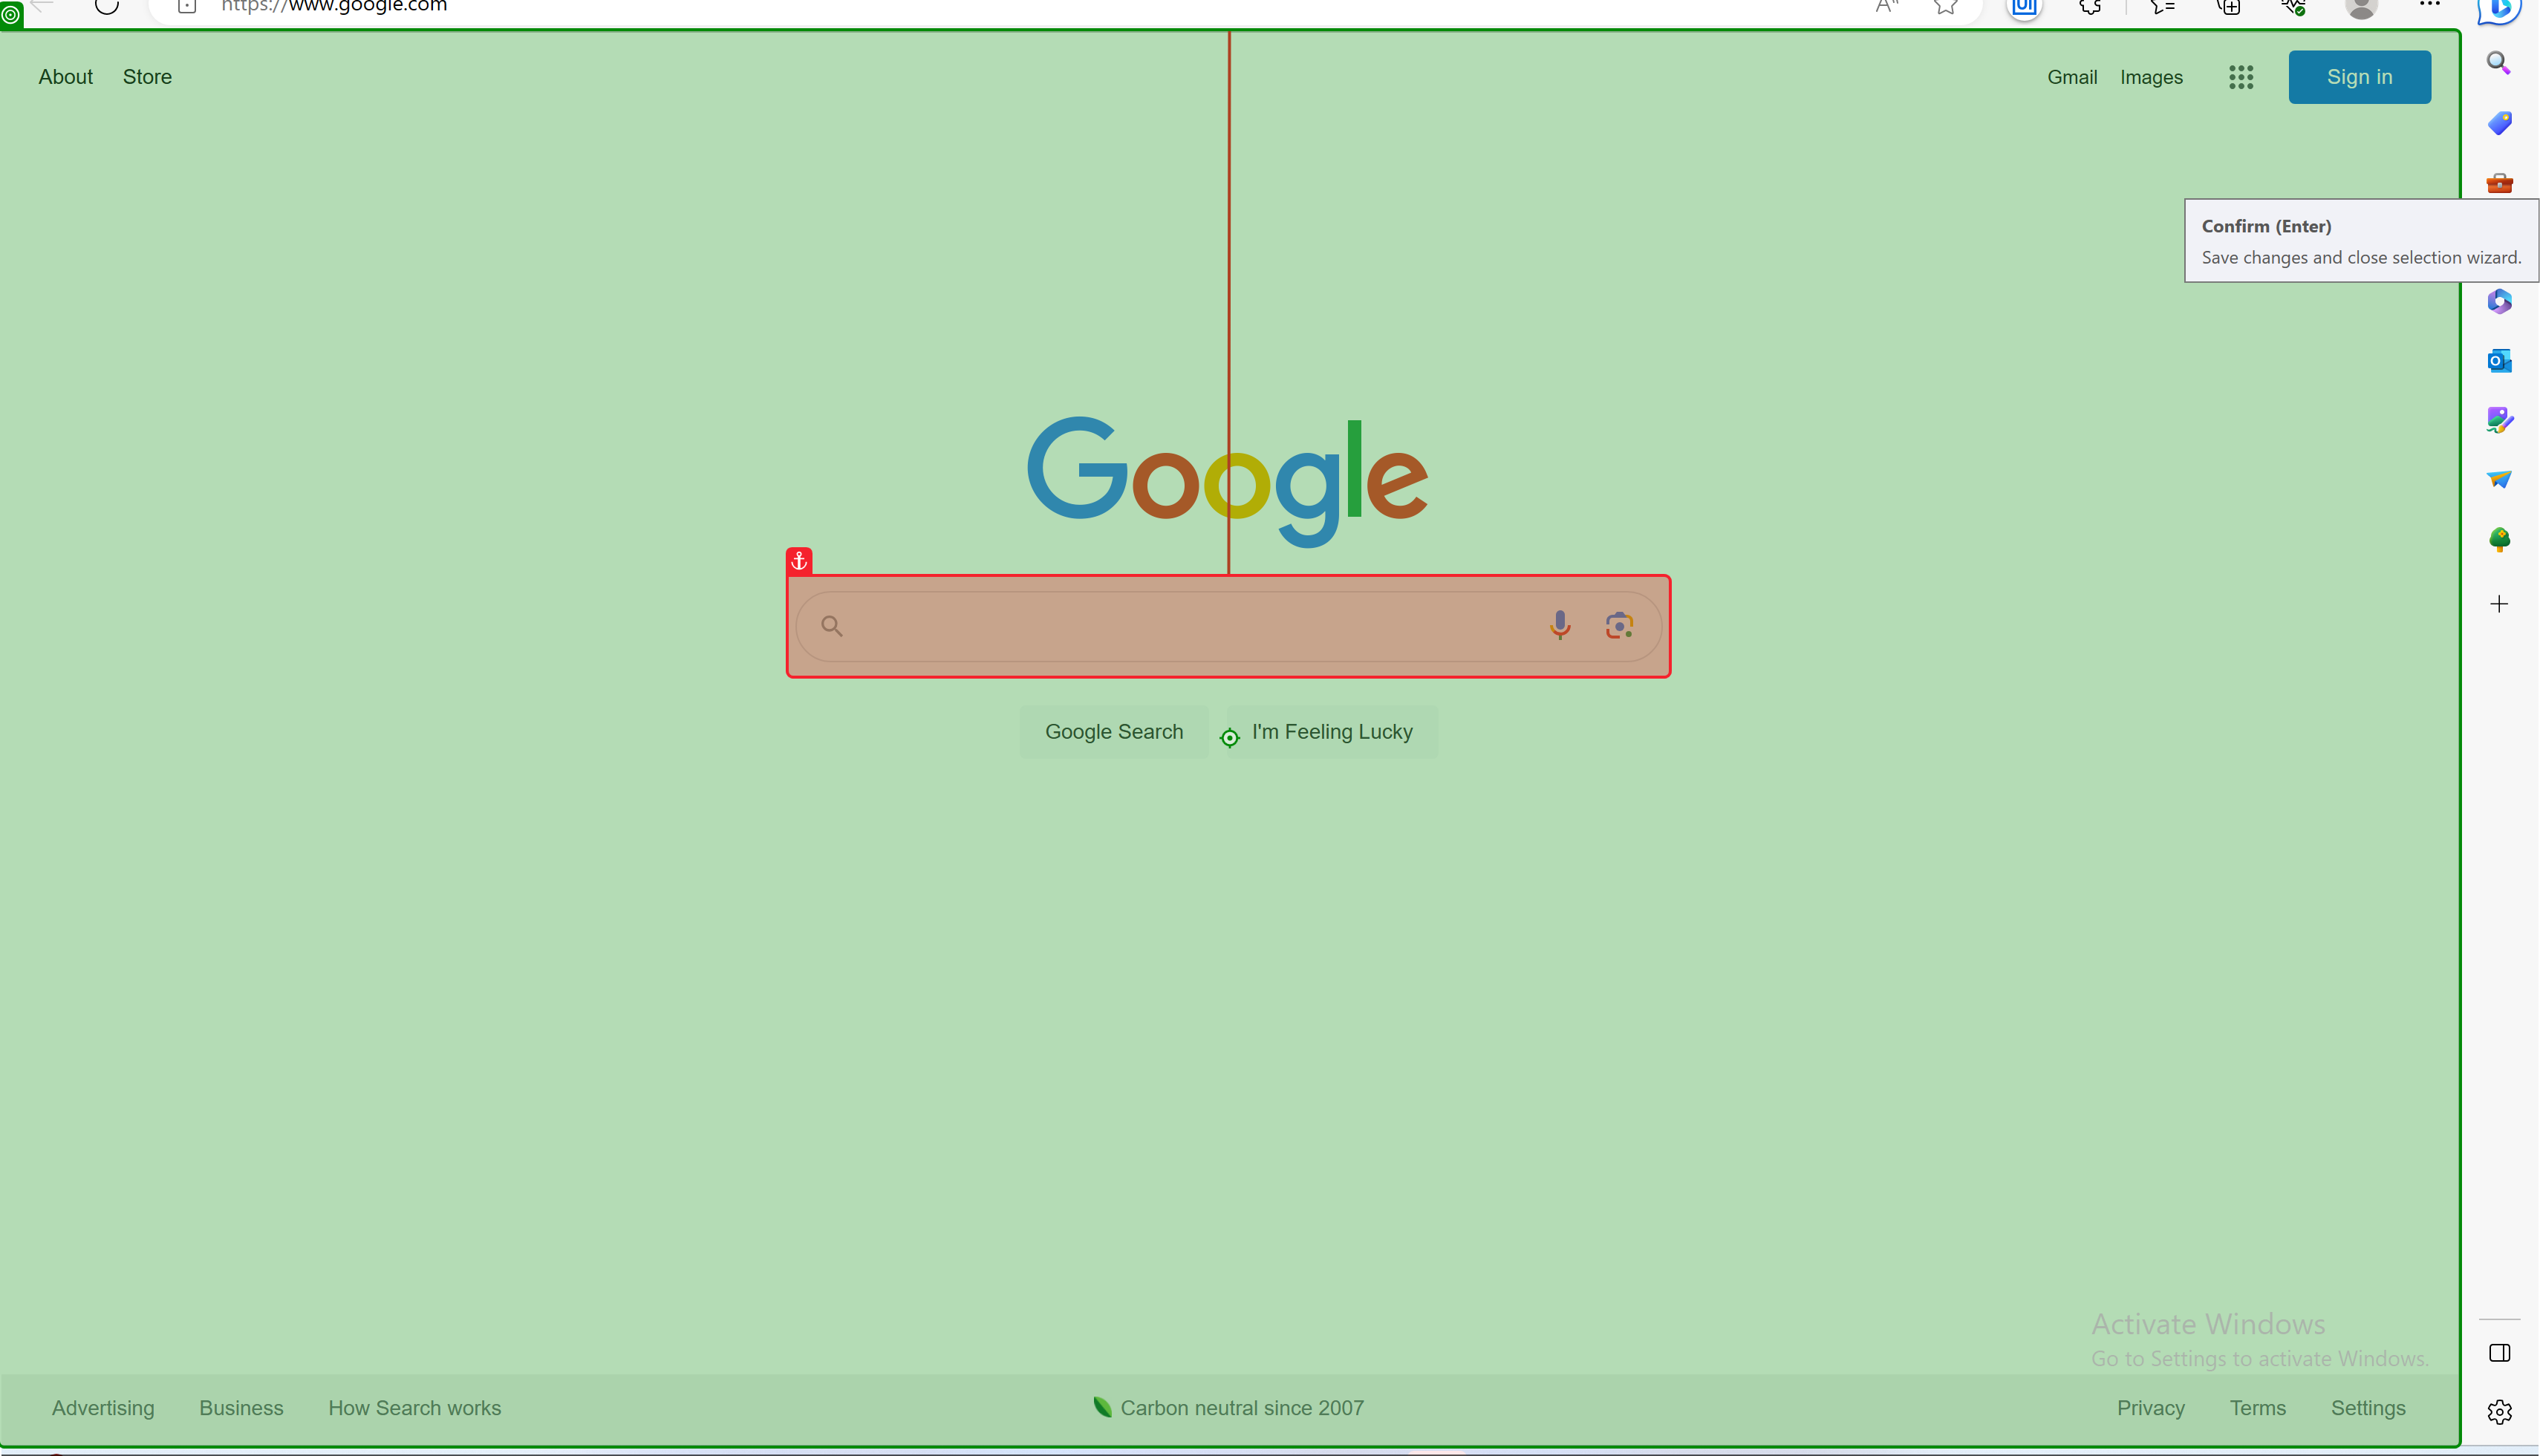 https://www.google.com
About Store Gmail Images Sign in
Confirm (Enter)
Save changes and close selection wizard.
Google
Google Search I'm Feeling Lucky
Activate Windows
Go to Settings to activate Windows.
Advertising Business How Search works Carbon neutral since 2007 Privacy Terms Settings